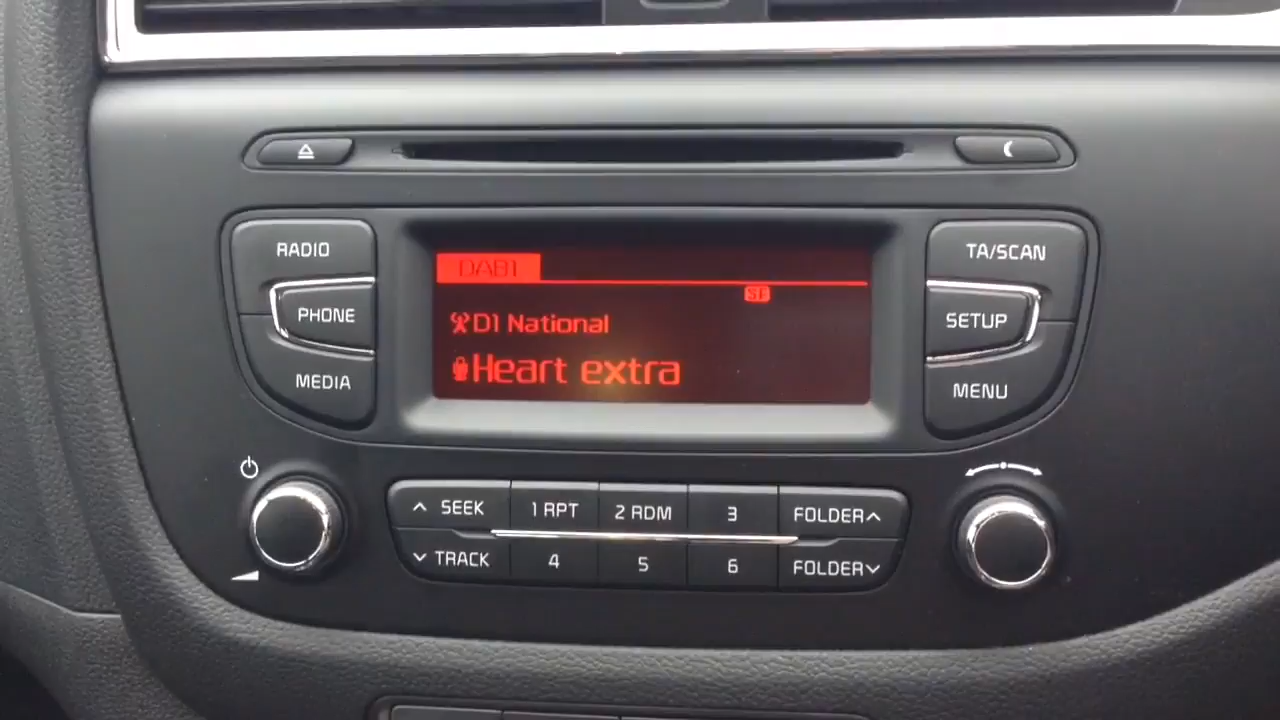 RADIO
PHONE
MEDIA
DAB1
D1 National
Heart extra
TA/SCAN
SETUP
MENU
SEEK 1 RPT 2 RDM 3 FOLDER
TRACK 4 5 6 FOLDER